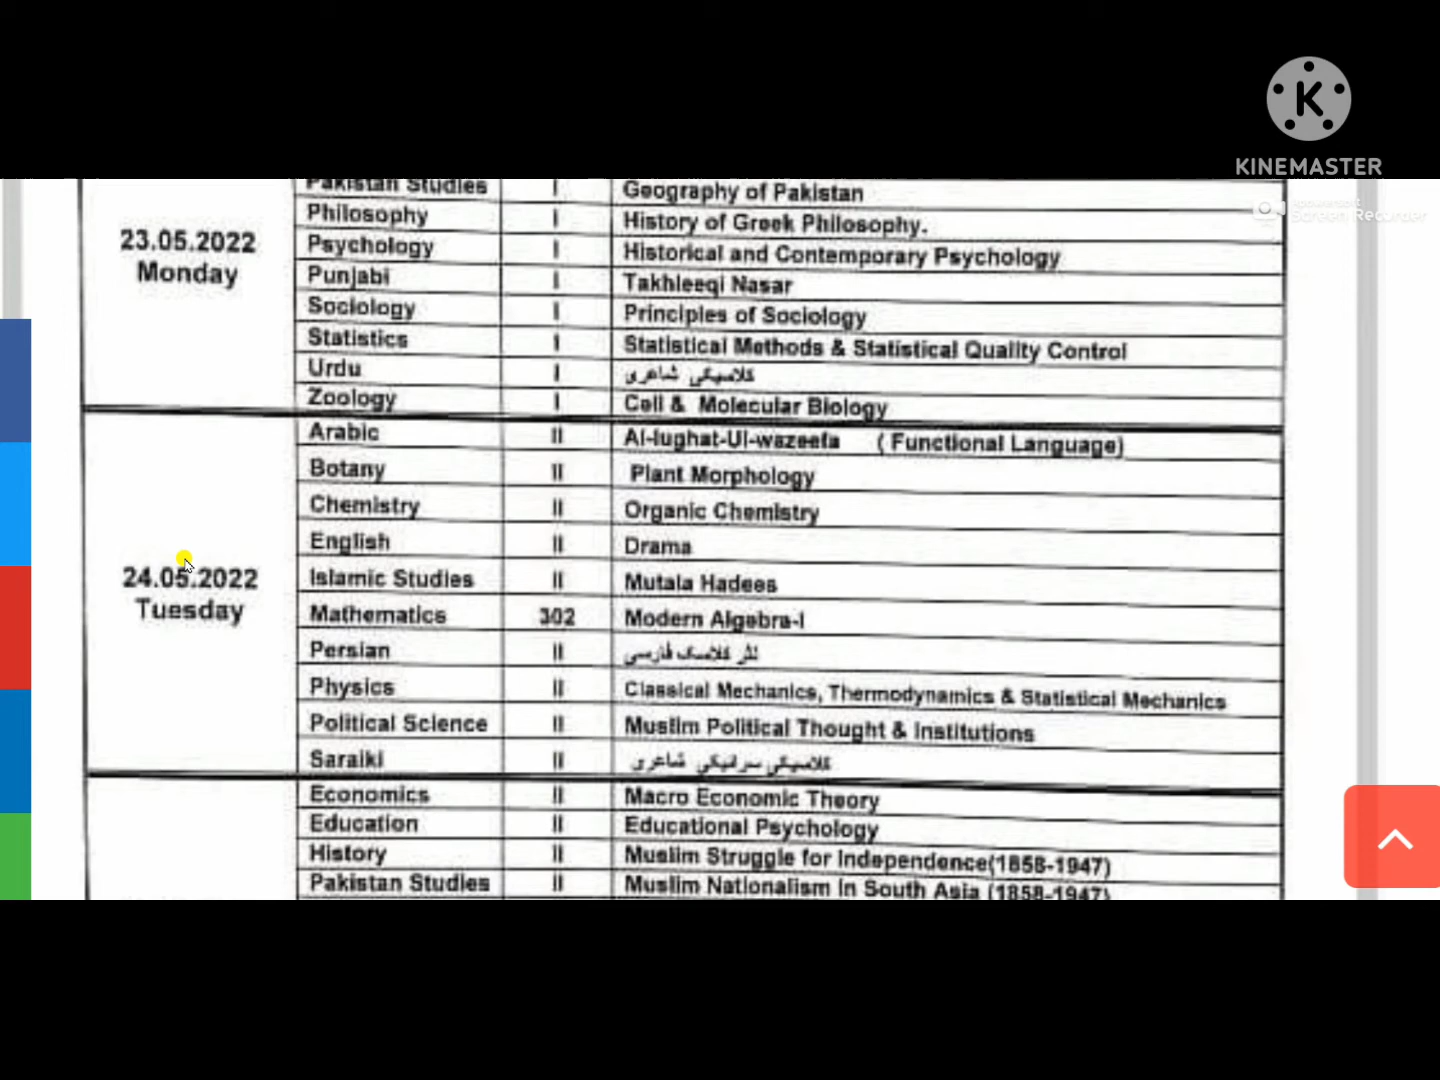 KINEMASTER
Apowersoft
Screen Recorder
Pakistan Studies I Geography of Pakistan
Philosophy I History of Greek Philosophy.
23.05.2022
Monday
Psychology I Historical and Contemporary Psychology
Punjabi I Takhleeqi Nasar
Sociology I Principles of Sociology
Statistics I Statistical Methods & Statistical Quality Control
Urdu I کلاسیکی شاعری
Zoology I Cell & Molecular Biology
Arabic II Al-lughat-Ul-wazeefa ( Functional Language)
Botany II Plant Morphology
Chemistry II Organic Chemistry
English II Drama
24.05.2022
Tuesday
Islamic Studies II Mutala Hadees
Mathematics 302 Modern Algebra-I
Persian II نثر کلاسک فارسی
Physics II Classical Mechanics, Thermodynamics & Statistical Mechanics
Political Science II Muslim Political Thought & Institutions
Saraiki II کلاسیکی سرائیکی شاعری
Economics II Macro Economic Theory
Education II Educational Psychology
History II Muslim Struggle for Independence(1858-1947)
Pakistan Studies II Muslim Nationalism in South Asia (1858-1947)